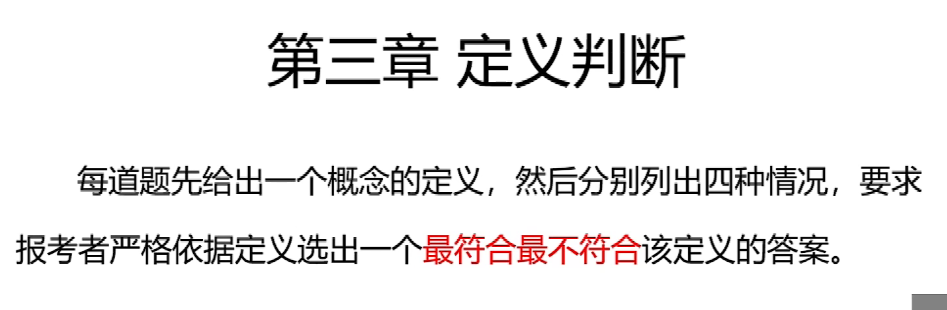 第三章 定义判断
每道题先给出一个概念的定义，然后分别列出四种情况，要求
报考者严格依据定义选出一个最符合最不符合该定义的答案。